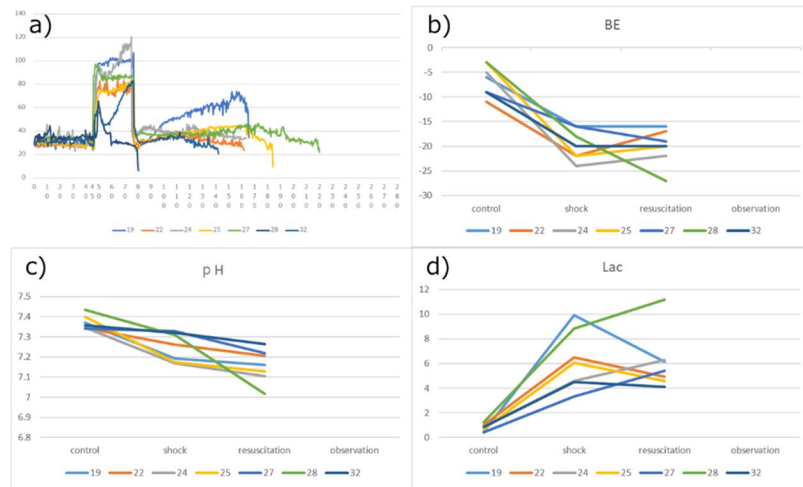 a)
140
120
100
80
60
40
20
0
19 22 24 25 27 28 32
b)
BE
0
-5
-10
-15
-20
-25
-30
control shock resuscitation observation
19 22 24 25 27 28 32
c)
p H
7.5
7.4
7.3
7.2
7.1
7
6.9
6.8
control shock resuscitation observation
19 22 24 25 27 28 32
d)
Lac
12
10
8
6
4
2
0
control shock resuscitation observation
19 22 24 25 27 28 32